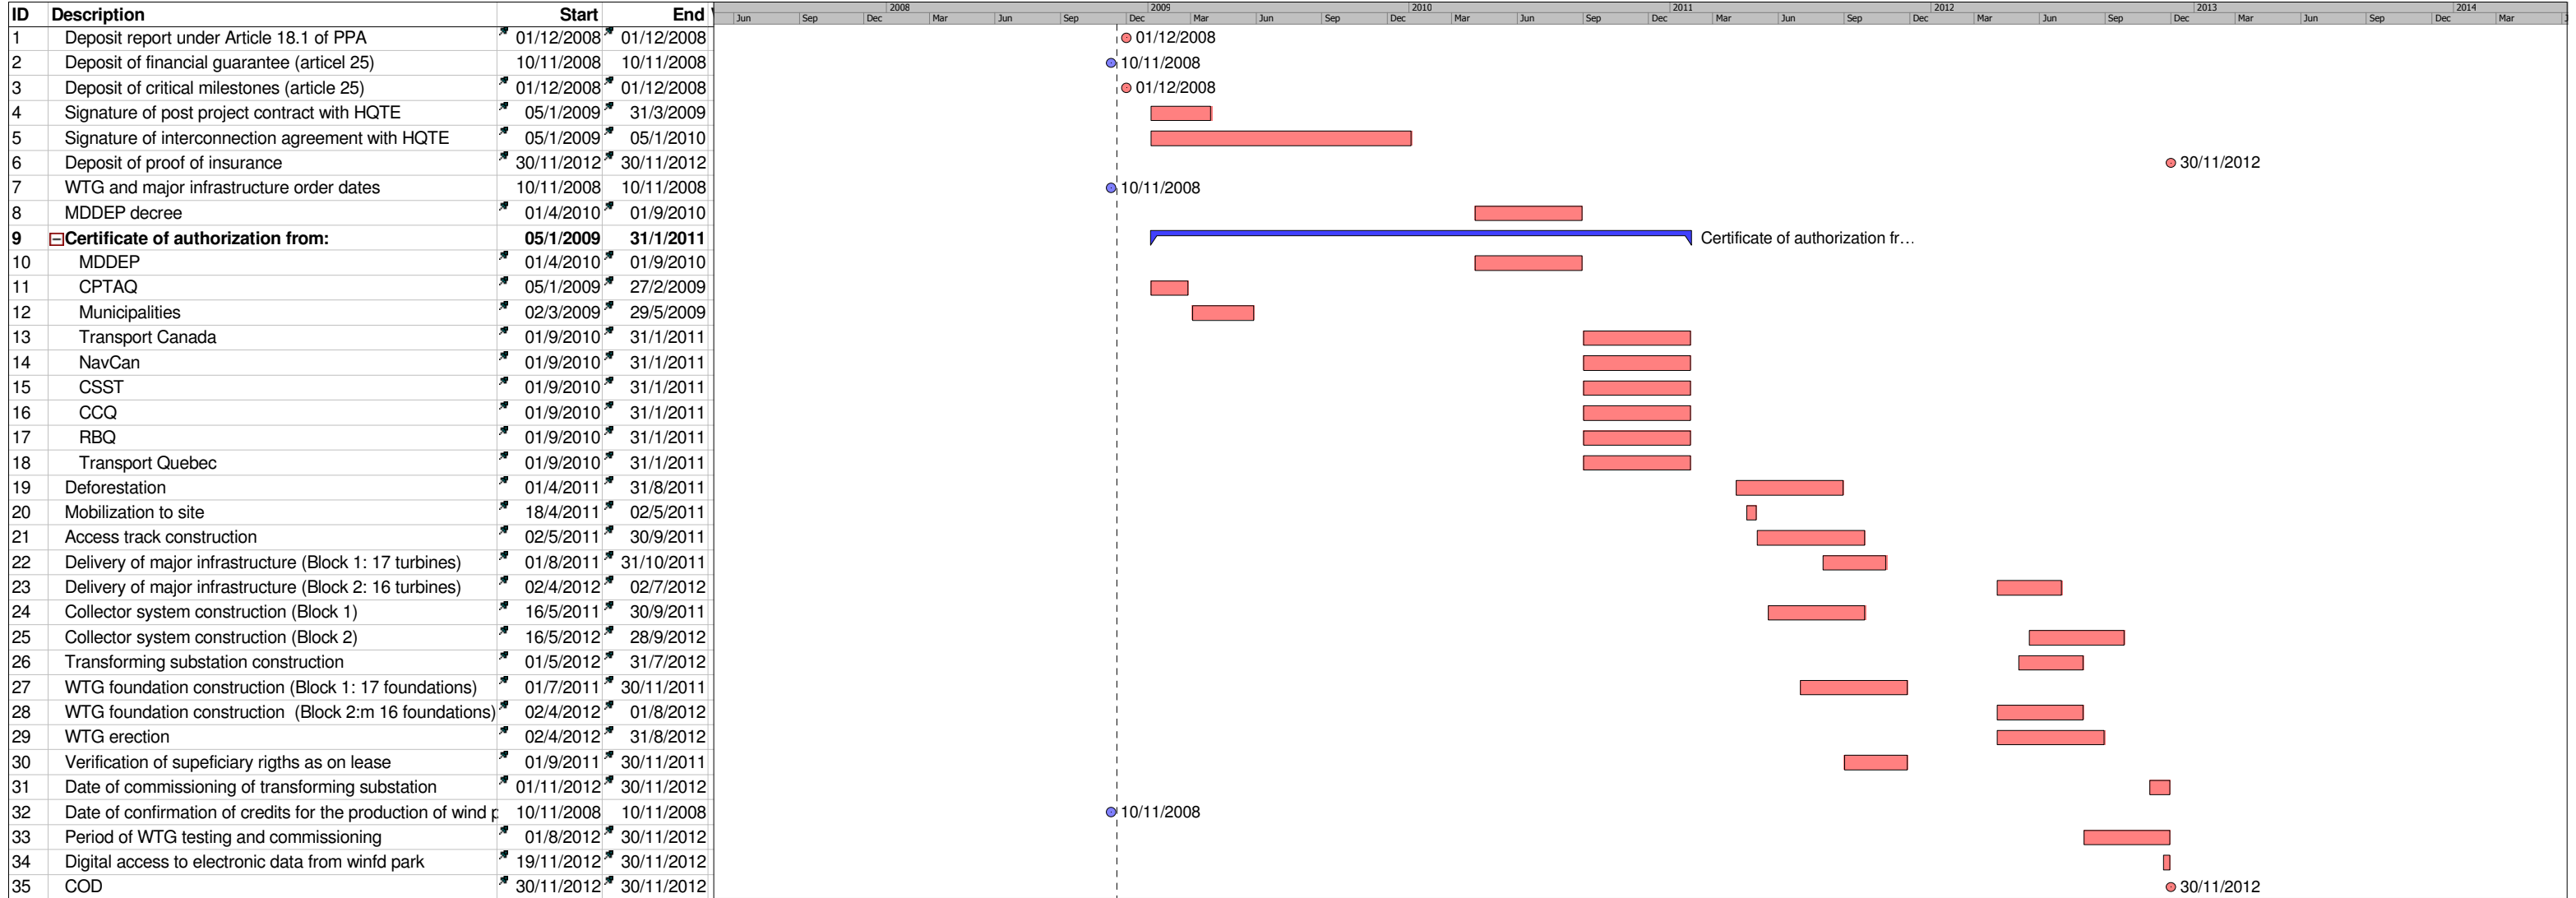 ID Description Start End 2008 2009 2010 2011 2012 2013 2014
Jun Sep Dec Mar Jun Sep Dec Mar Jun Sep Dec Mar Jun Sep Dec Mar Jun Sep Dec Mar Jun Sep Dec Mar Jun Sep Dec Mar
1 Deposit report under Article 18.1 of PPA 01/12/2008 01/12/2008 01/12/2008
2 Deposit of financial guarantee (articel 25) 10/11/2008 10/11/2008 10/11/2008
3 Deposit of critical milestones (article 25) 01/12/2008 01/12/2008 01/12/2008
4 Signature of post project contract with HQTE 05/1/2009 31/3/2009
5 Signature of interconnection agreement with HQTE 05/1/2009 05/1/2010
6 Deposit of proof of insurance 30/11/2012 30/11/2012 30/11/2012
7 WTG and major infrastructure order dates 10/11/2008 10/11/2008 10/11/2008
8 MDDEP decree 01/4/2010 01/9/2010
9 Certificate of authorization from: 05/1/2009 31/1/2011 Certificate of authorization fr...
10 MDDEP 01/4/2010 01/9/2010
11 CPTAQ 05/1/2009 27/2/2009
12 Municipalities 02/3/2009 29/5/2009
13 Transport Canada 01/9/2010 31/1/2011
14 NavCan 01/9/2010 31/1/2011
15 CSST 01/9/2010 31/1/2011
16 CCQ 01/9/2010 31/1/2011
17 RBQ 01/9/2010 31/1/2011
18 Transport Quebec 01/9/2010 31/1/2011
19 Deforestation 01/4/2011 31/8/2011
20 Mobilization to site 18/4/2011 02/5/2011
21 Access track construction 02/5/2011 30/9/2011
22 Delivery of major infrastructure (Block 1: 17 turbines) 01/8/2011 31/10/2011
23 Delivery of major infrastructure (Block 2: 16 turbines) 02/4/2012 02/7/2012
24 Collector system construction (Block 1) 16/5/2011 30/9/2011
25 Collector system construction (Block 2) 16/5/2012 28/9/2012
26 Transforming substation construction 01/5/2012 31/7/2012
27 WTG foundation construction (Block 1: 17 foundations) 01/7/2011 30/11/2011
28 WTG foundation construction (Block 2:m 16 foundations) 02/4/2012 01/8/2012
29 WTG erection 02/4/2012 31/8/2012
30 Verification of supeficiary rigths as on lease 01/9/2011 30/11/2011
31 Date of commissioning of transforming substation 01/11/2012 30/11/2012
32 Date of confirmation of credits for the production of wind p 10/11/2008 10/11/2008 10/11/2008
33 Period of WTG testing and commissioning 01/8/2012 30/11/2012
34 Digital access to electronic data from winfd park 19/11/2012 30/11/2012
35 COD 30/11/2012 30/11/2012 30/11/2012